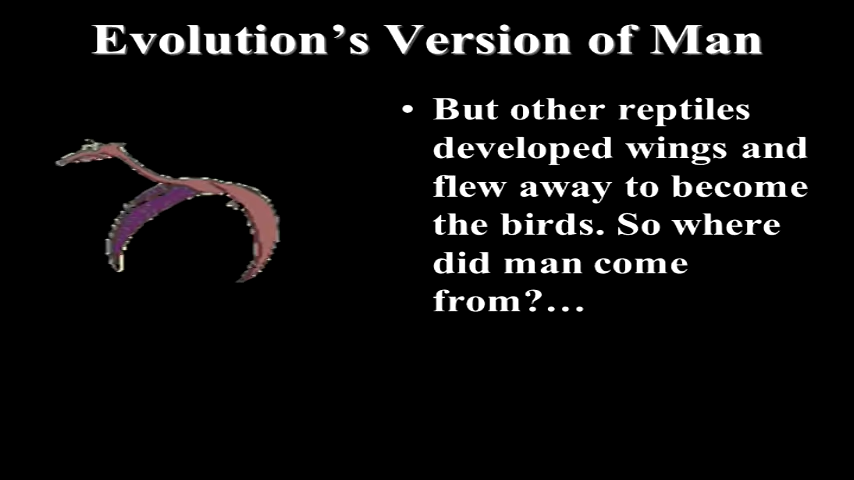 Evolution's Version of Man
• But other reptiles
developed wings and
flew away to become
the birds. So where
did man come
from?…